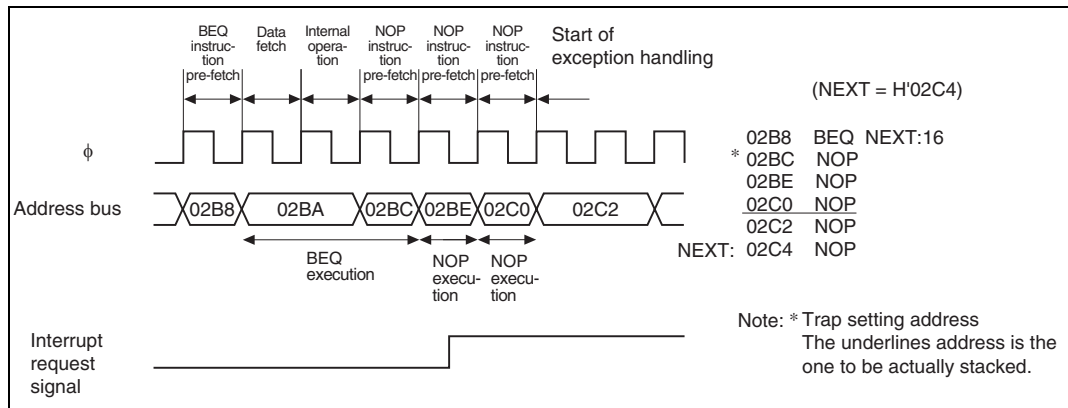 BEQ
instruc-
tion
pre-fetch
Data
fetch
Internal
opera-
tion
NOP
instruc-
tion
pre-fetch
NOP
instruction
pre-fetch
NOP
instruc-
tion
pre-fetch
Start of
exception handling
(NEXT = H'02C4)
ϕ
Address bus
02B8
02BA
02BC
02BE
02C0
02C2
BEQ
execution
NOP
execu-
tion
NOP
execu-
tion
02B8 BEQ NEXT:16
* 02BC NOP
02BE NOP
02C0 NOP
02C2 NOP
NEXT: 02C4 NOP
Interrupt
request
signal
Note: * Trap setting address
The underlines address is the
one to be actually stacked.